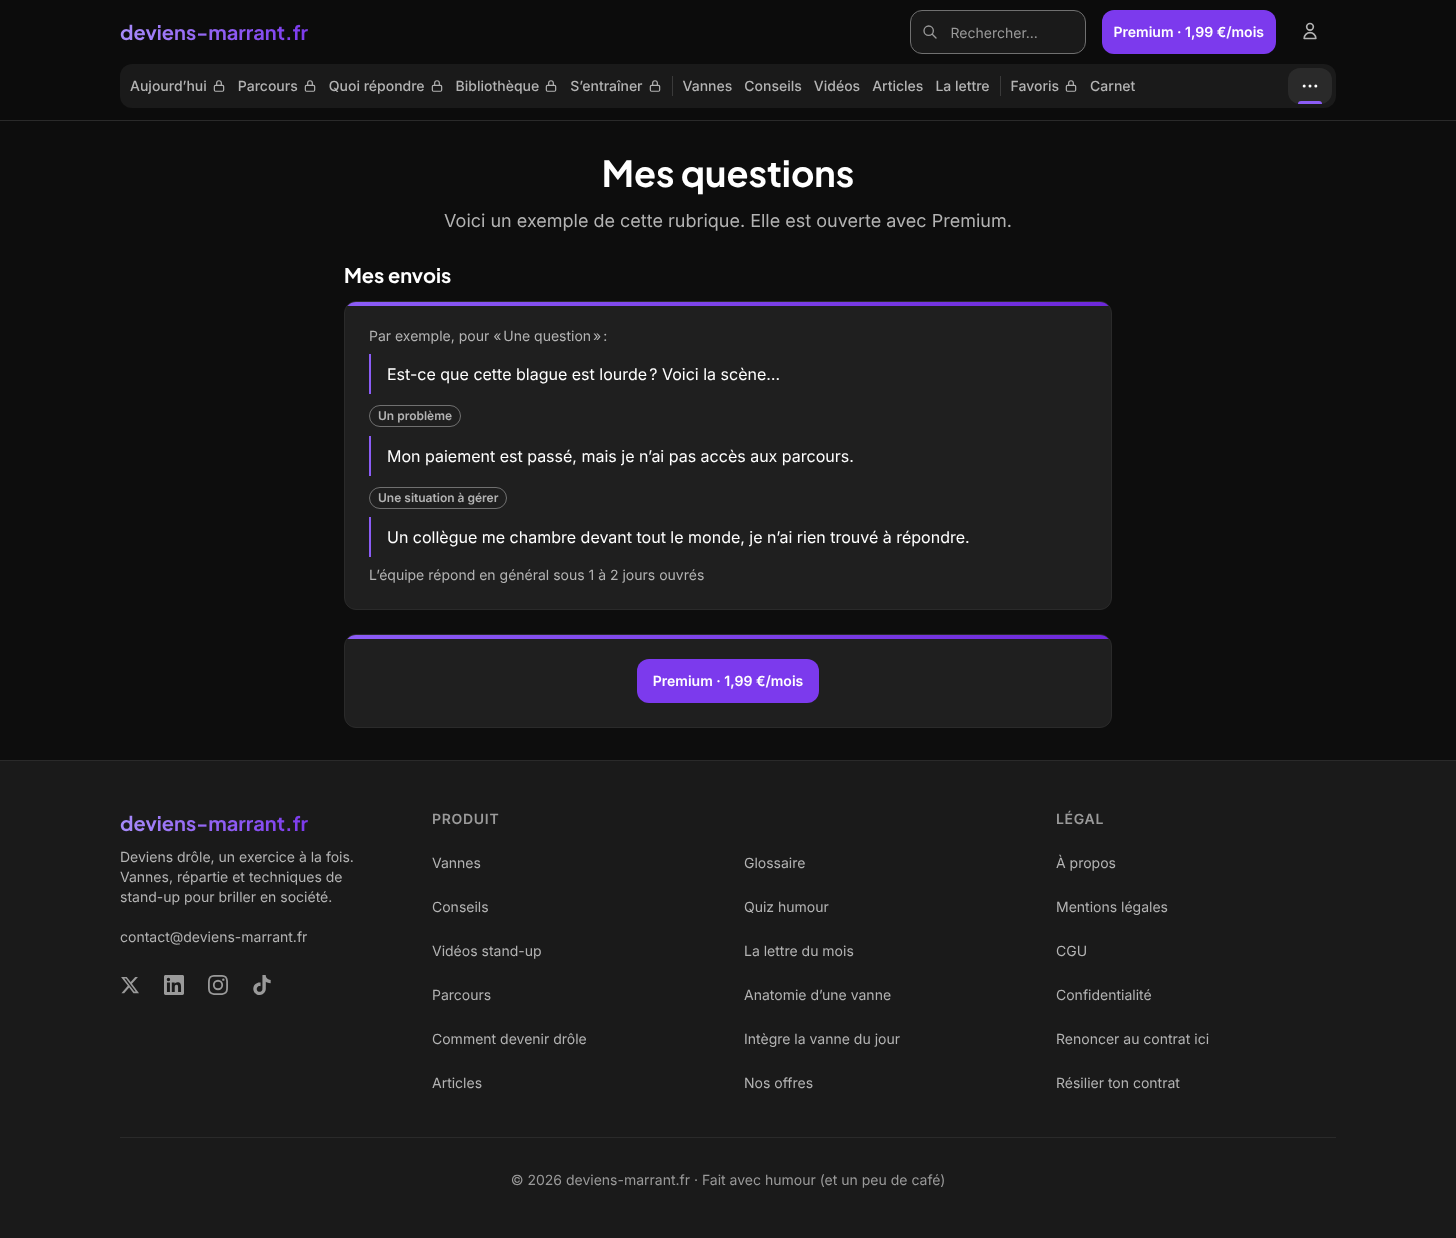 deviens-marrant.fr
Rechercher...
Premium · 1,99 €/mois
Aujourd’hui
Parcours
Quoi répondre
Bibliothèque
S’entraîner
Vannes
Conseils
Vidéos
Articles
La lettre
Favoris
Carnet
Mes questions
Voici un exemple de cette rubrique. Elle est ouverte avec Premium.
Mes envois
Par exemple, pour « Une question » :
Est-ce que cette blague est lourde ? Voici la scène…
Un problème
Mon paiement est passé, mais je n’ai pas accès aux parcours.
Une situation à gérer
Un collègue me chambre devant tout le monde, je n’ai rien trouvé à répondre.
L’équipe répond en général sous 1 à 2 jours ouvrés
Premium · 1,99 €/mois
deviens-marrant.fr
Deviens drôle, un exercice à la fois.
Vannes, répartie et techniques de
stand-up pour briller en société.
contact@deviens-marrant.fr
PRODUIT
Vannes
Conseils
Vidéos stand-up
Parcours
Comment devenir drôle
Articles
Glossaire
Quiz humour
La lettre du mois
Anatomie d’une vanne
Intègre la vanne du jour
Nos offres
LÉGAL
À propos
Mentions légales
CGU
Confidentialité
Renoncer au contrat ici
Résilier ton contrat
© 2026 deviens-marrant.fr · Fait avec humour (et un peu de café)